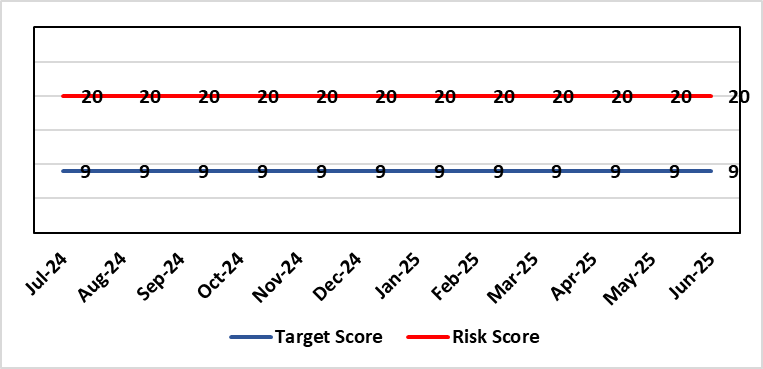 20 20 20 20 20 20 20 20 20 20 20 20
9 9 9 9 9 9 9 9 9 9 9 9
Jul-24 Aug-24 Sep-24 Oct-24 Nov-24 Dec-24 Jan-25 Feb-25 Mar-25 Apr-25 May-25 Jun-25
Target Score Risk Score